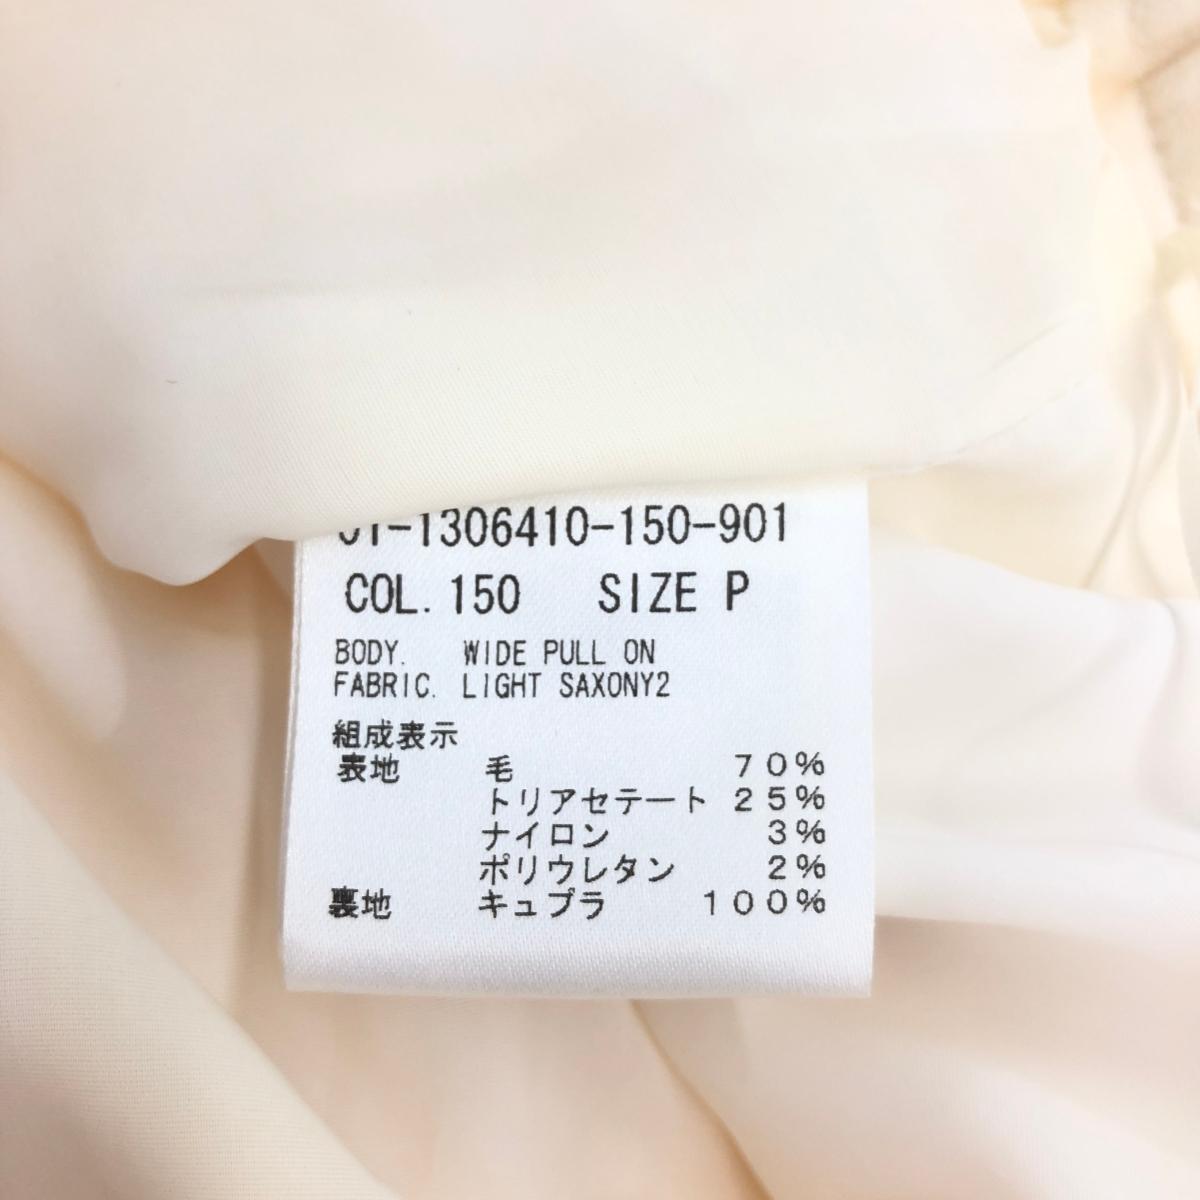 01-1306410-150-901
COL. 150 SIZE P
BODY. WIDE PULL ON
FABRIC. LIGHT SAXONY2
組成表示
表地 毛 70%
トリアセテート 25%
ナイロン 3%
ポリウレタン 2%
裏地 キュプラ 100%